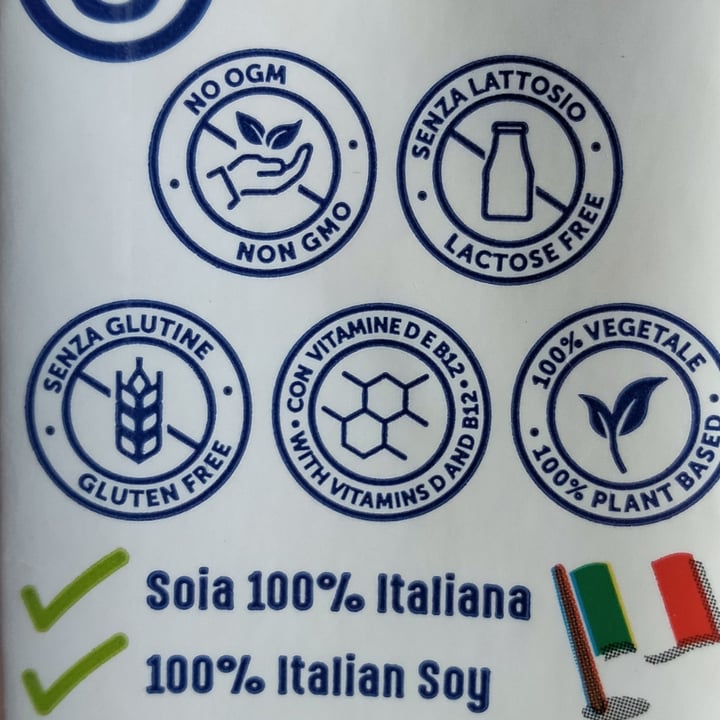 NO OGM
NON GMO
SENZA LATTOSIO
LACTOSE FREE
SENZA GLUTINE
GLUTEN FREE
CON VITAMINE D E B12
WITH VITAMINS D AND B12
100% VEGETALE
100% PLANT BASED
Soia 100% Italiana
100% Italian Soy